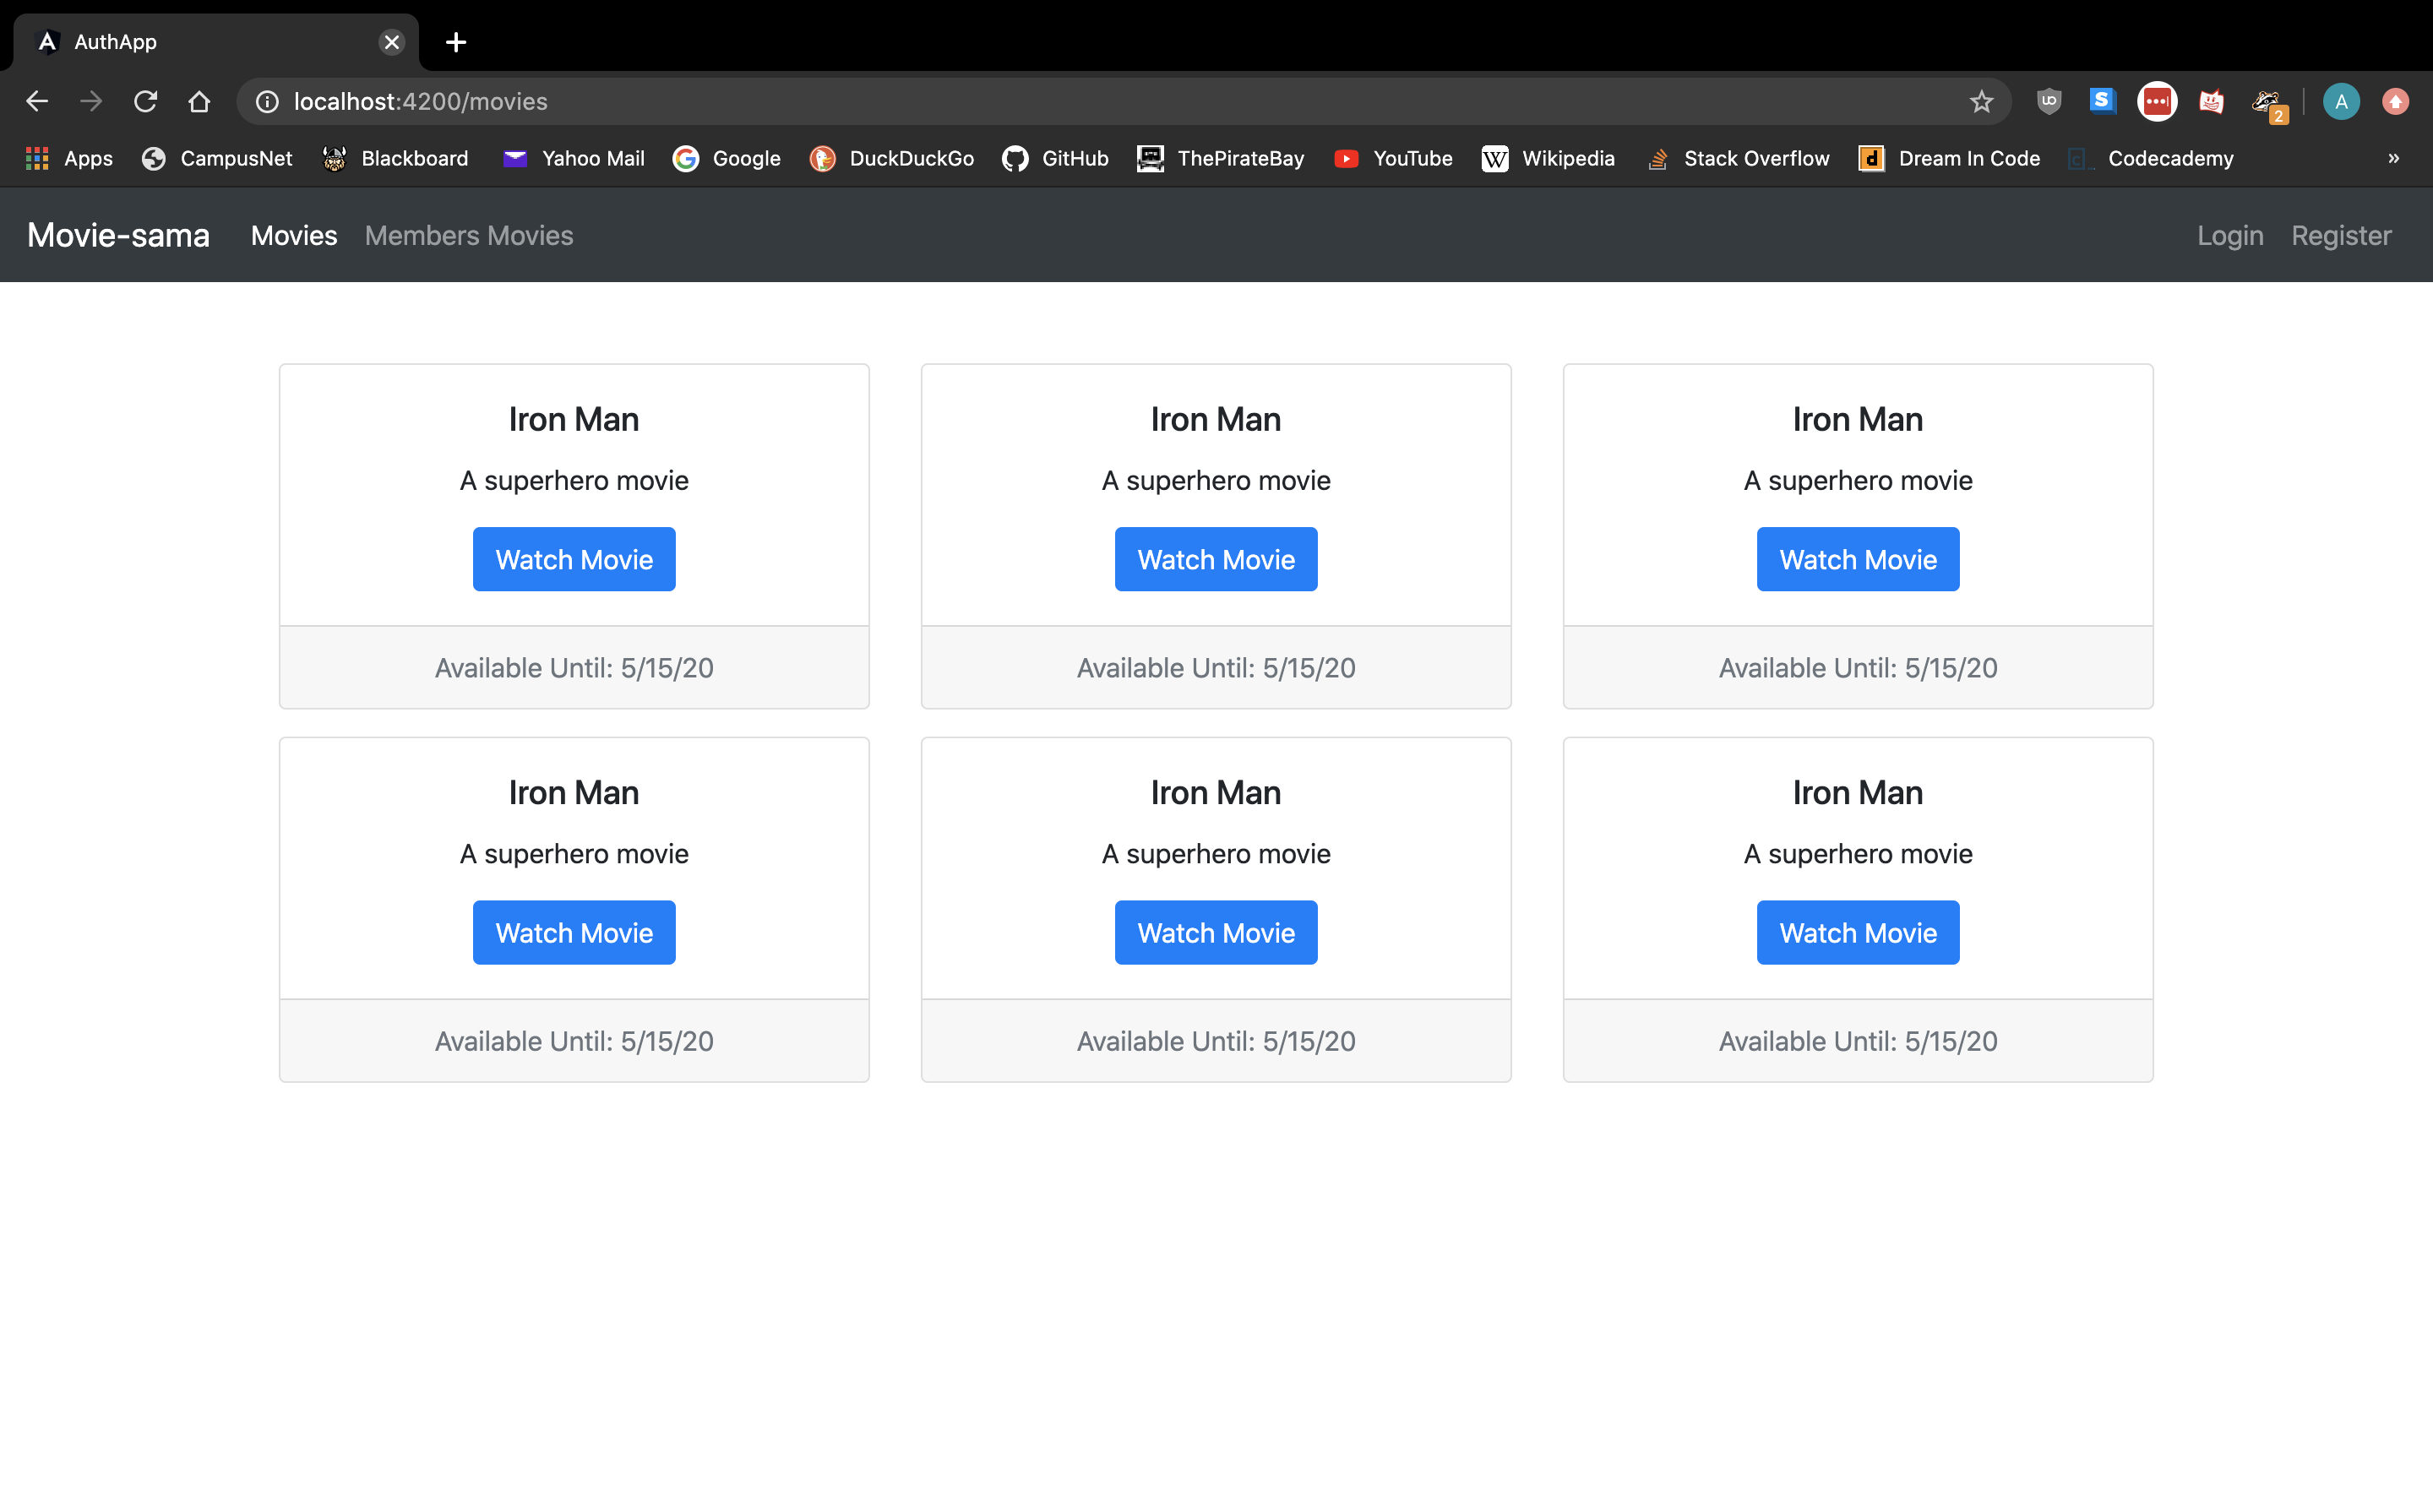 AuthApp
localhost:4200/movies
2
A
Apps CampusNet Blackboard Yahoo Mail Google DuckDuckGo GitHub ThePirateBay YouTube Wikipedia Stack Overflow Dream In Code Codecademy »
Movie-sama Movies Members Movies Login Register
Iron Man Iron Man Iron Man
A superhero movie A superhero movie A superhero movie
Watch Movie Watch Movie Watch Movie
Available Until: 5/15/20 Available Until: 5/15/20 Available Until: 5/15/20
Iron Man Iron Man Iron Man
A superhero movie A superhero movie A superhero movie
Watch Movie Watch Movie Watch Movie
Available Until: 5/15/20 Available Until: 5/15/20 Available Until: 5/15/20